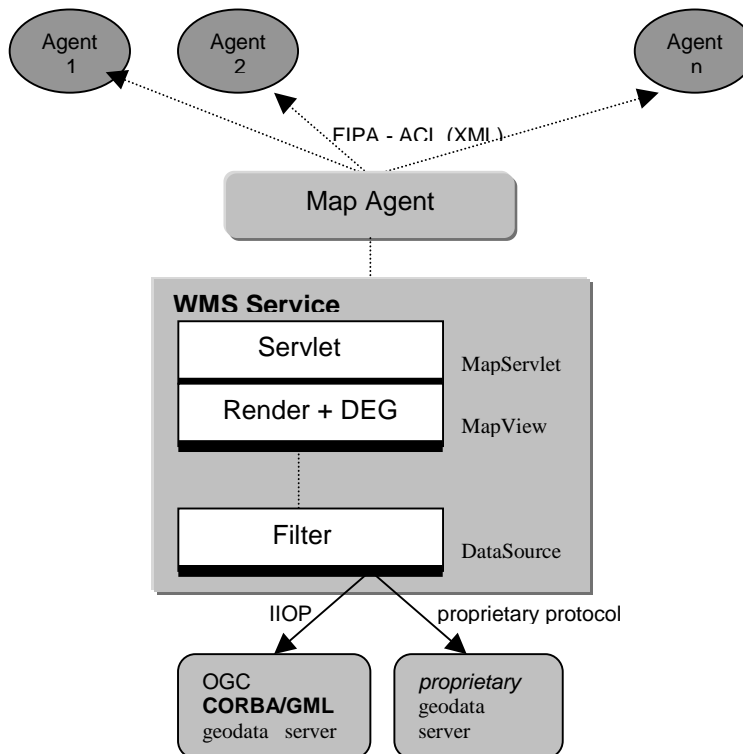 Agent
1
Agent
2
Agent
n
FIPA - ACL (XML)
Map Agent
WMS Service
Servlet
MapServlet
Render + DEG
MapView
Filter
DataSource
IIOP
proprietary protocol
OGC
CORBA/GML
geodata server
proprietary
geodata
server